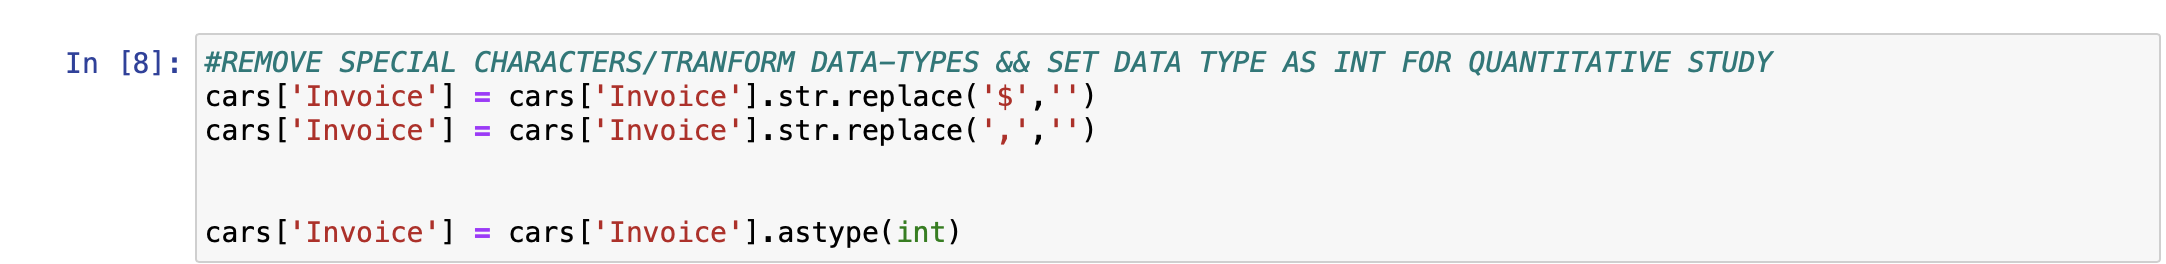 In [8]: #REMOVE SPECIAL CHARACTERS/TRANFORM DATA-TYPES && SET DATA TYPE AS INT FOR QUANTITATIVE STUDY
cars['Invoice'] = cars['Invoice'].str.replace('$','')
cars['Invoice'] = cars['Invoice'].str.replace(',','')
cars['Invoice'] = cars['Invoice'].astype(int)